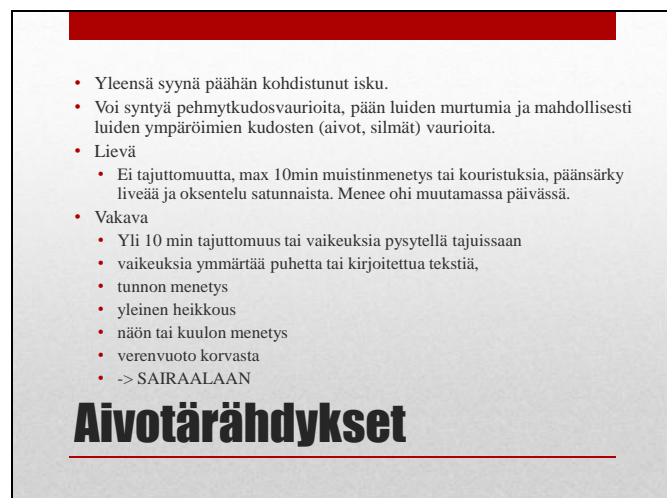 • Yleensä syynä päähän kohdistunut isku.
• Voi syntyä pehmytkudosvaurioita, pään luiden murtumia ja mahdollisesti
luiden ympäröimien kudosten (aivot, silmät) vaurioita.
• Lievä
• Ei tajuttomuutta, max 10min muistinmenetys tai kouristuksia, päänsärky
liveää ja oksentelu satunnaista. Menee ohi muutamassa päivässä.
• Vakava
• Yli 10 min tajuttomuus tai vaikeuksia pysytellä tajuissaan
• vaikeuksia ymmärtää puhetta tai kirjoitettua tekstiä,
• tunnon menetys
• yleinen heikkous
• näön tai kuulon menetys
• verenvuoto korvasta
• -> SAIRAALAAN
Aivotärähdykset